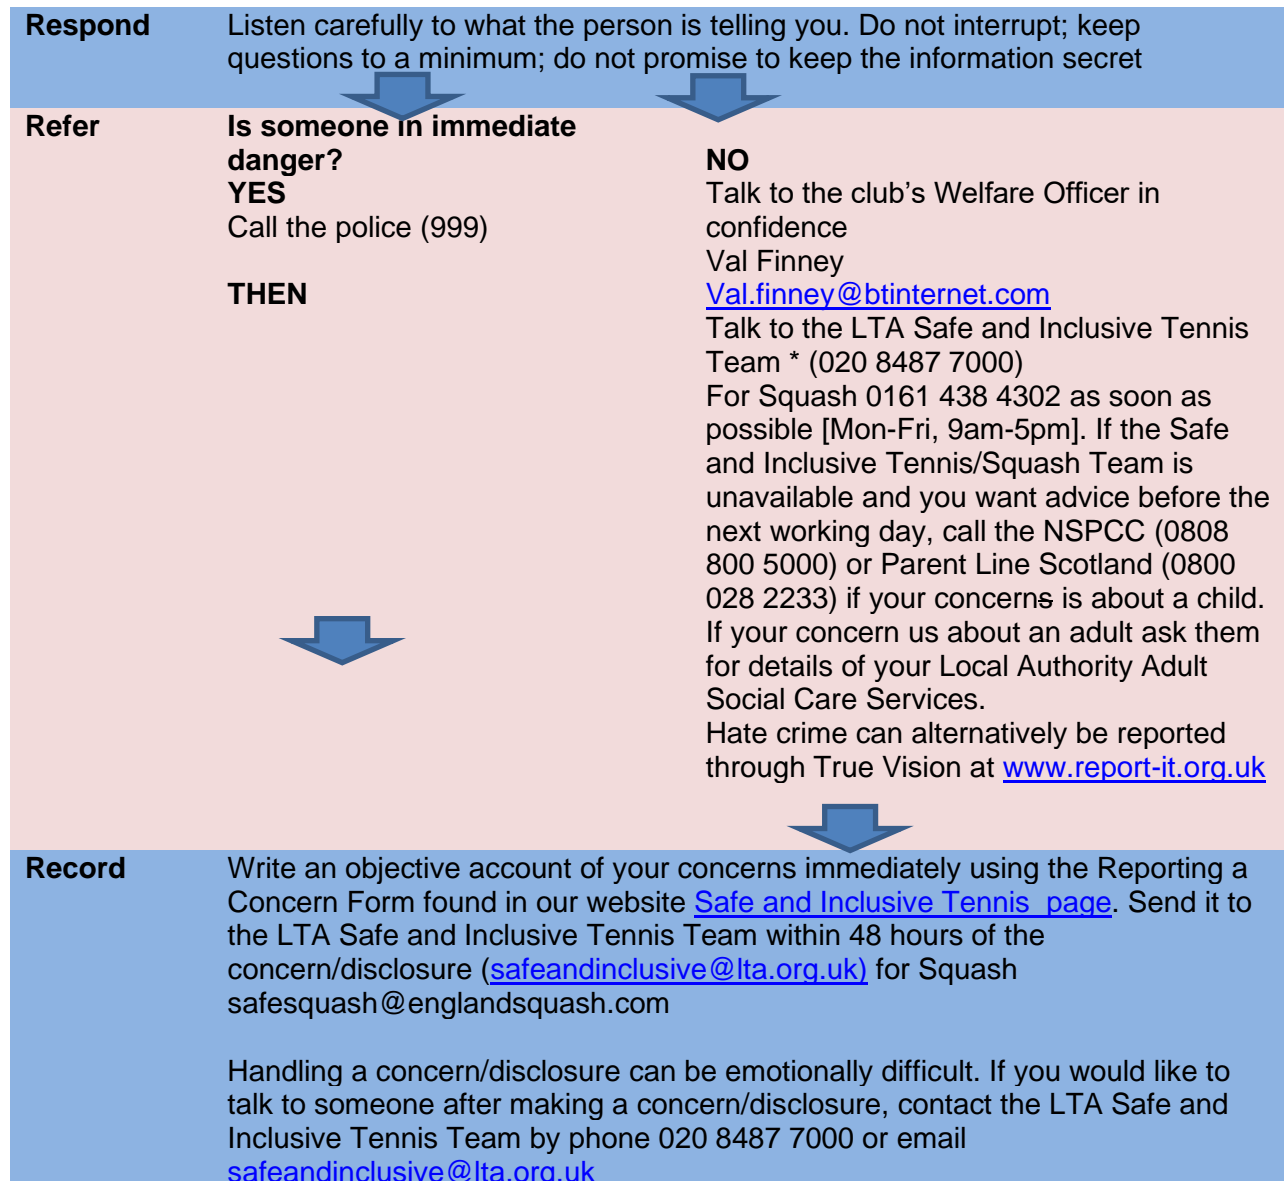 Respond
Listen carefully to what the person is telling you. Do not interrupt; keep
questions to a minimum; do not promise to keep the information secret
Refer
Is someone in immediate
danger?
YES
Call the police (999)
THEN
NO
Talk to the club's Welfare Officer in
confidence
Val Finney
Val.finney@btinternet.com
Talk to the LTA Safe and Inclusive Tennis
Team * (020 8487 7000)
For Squash 0161 438 4302 as soon as
possible [Mon-Fri, 9am-5pm]. If the Safe
and Inclusive Tennis/Squash Team is
unavailable and you want advice before the
next working day, call the NSPCC (0808
800 5000) or Parent Line Scotland (0800
028 2233) if your concerns is about a child.
If your concern us about an adult ask them
for details of your Local Authority Adult
Social Care Services.
Hate crime can alternatively be reported
through True Vision at www.report-it.org.uk
Record
Write an objective account of your concerns immediately using the Reporting a
Concern Form found in our website Safe and Inclusive Tennis  page. Send it to
the LTA Safe and Inclusive Tennis Team within 48 hours of the
concern/disclosure (safeandinclusive@lta.org.uk) for Squash
safesquash@englandsquash.com
Handling a concern/disclosure can be emotionally difficult. If you would like to
talk to someone after making a concern/disclosure, contact the LTA Safe and
Inclusive Tennis Team by phone 020 8487 7000 or email
safeandinclusive@lta.org.uk